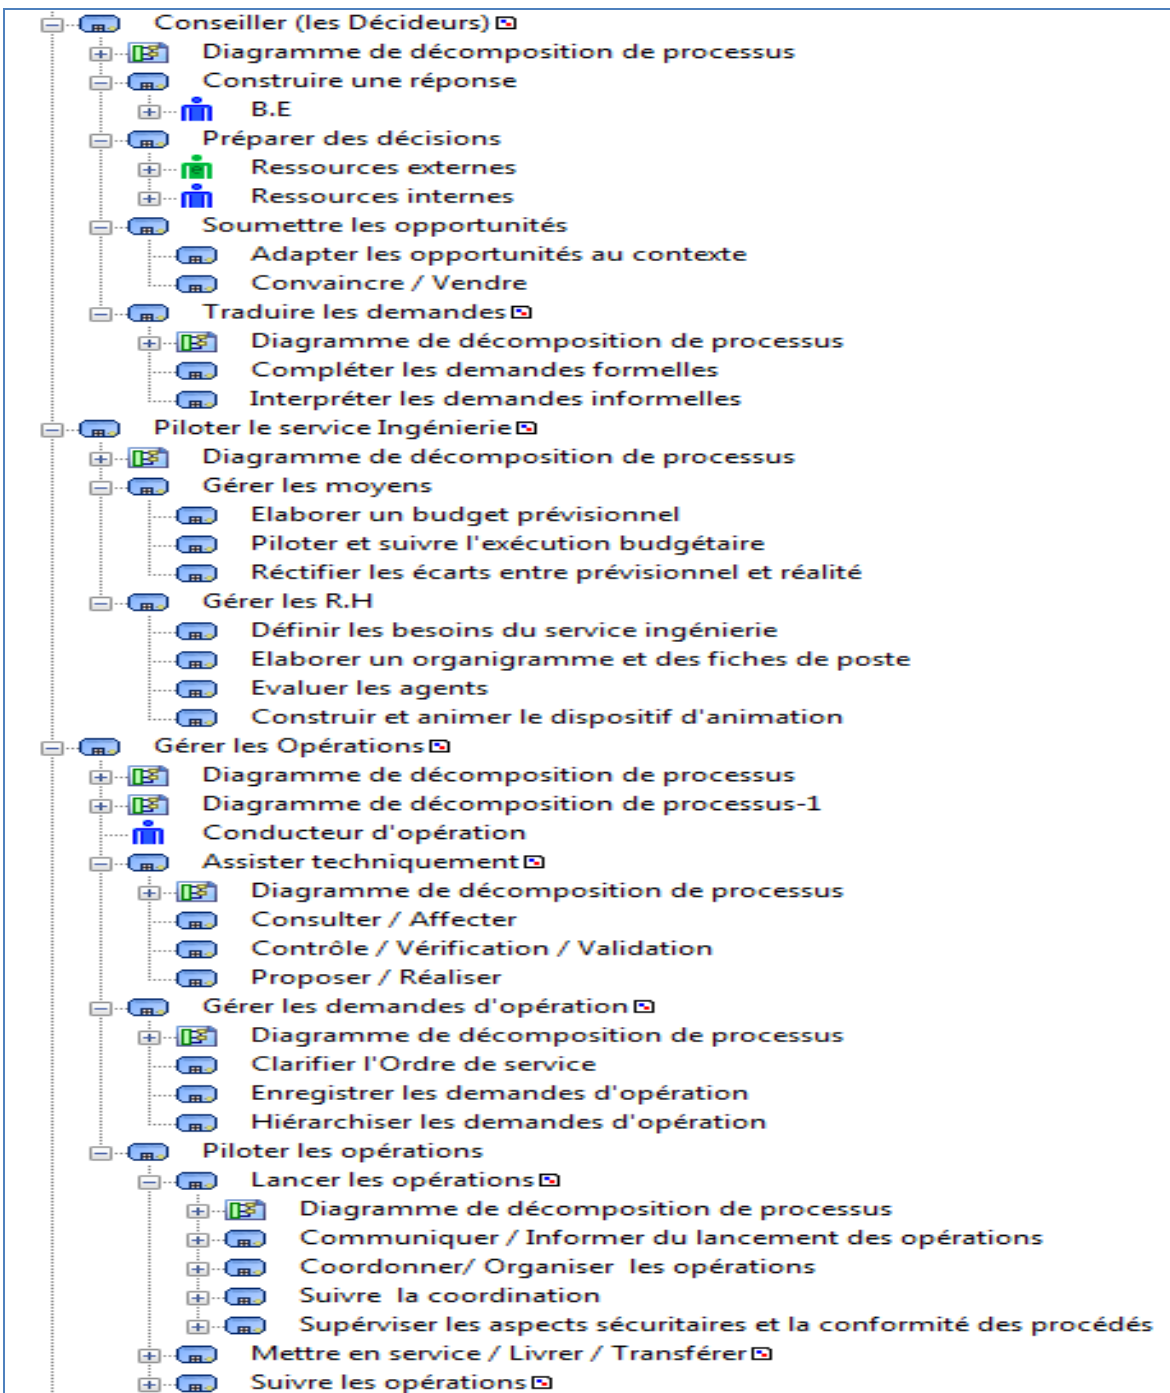 Conseiller (les Décideurs)
Diagramme de décomposition de processus
Construire une réponse
B.E
Préparer des décisions
Ressources externes
Ressources internes
Soumettre les opportunités
Adapter les opportunités au contexte
Convaincre / Vendre
Traduire les demandes
Diagramme de décomposition de processus
Compléter les demandes formelles
Interpréter les demandes informelles
Piloter le service Ingénierie
Diagramme de décomposition de processus
Gérer les moyens
Elaborer un budget prévisionnel
Piloter et suivre l'exécution budgétaire
Réctifier les écarts entre prévisionnel et réalité
Gérer les R.H
Définir les besoins du service ingénierie
Elaborer un organigramme et des fiches de poste
Evaluer les agents
Construir et animer le dispositif d'animation
Gérer les Opérations
Diagramme de décomposition de processus
Diagramme de décomposition de processus-1
Conducteur d'opération
Assister techniquement
Diagramme de décomposition de processus
Consulter / Affecter
Contrôle / Vérification / Validation
Proposer / Réaliser
Gérer les demandes d'opération
Diagramme de décomposition de processus
Clarifier l'Ordre de service
Enregistrer les demandes d'opération
Hiérarchiser les demandes d'opération
Piloter les opérations
Lancer les opérations
Diagramme de décomposition de processus
Communiquer / Informer du lancement des opérations
Coordonner/ Organiser  les opérations
Suivre  la coordination
Supérviser les aspects sécuritaires et la conformité des procédés
Mettre en service / Livrer / Transférer
Suivre les opérations